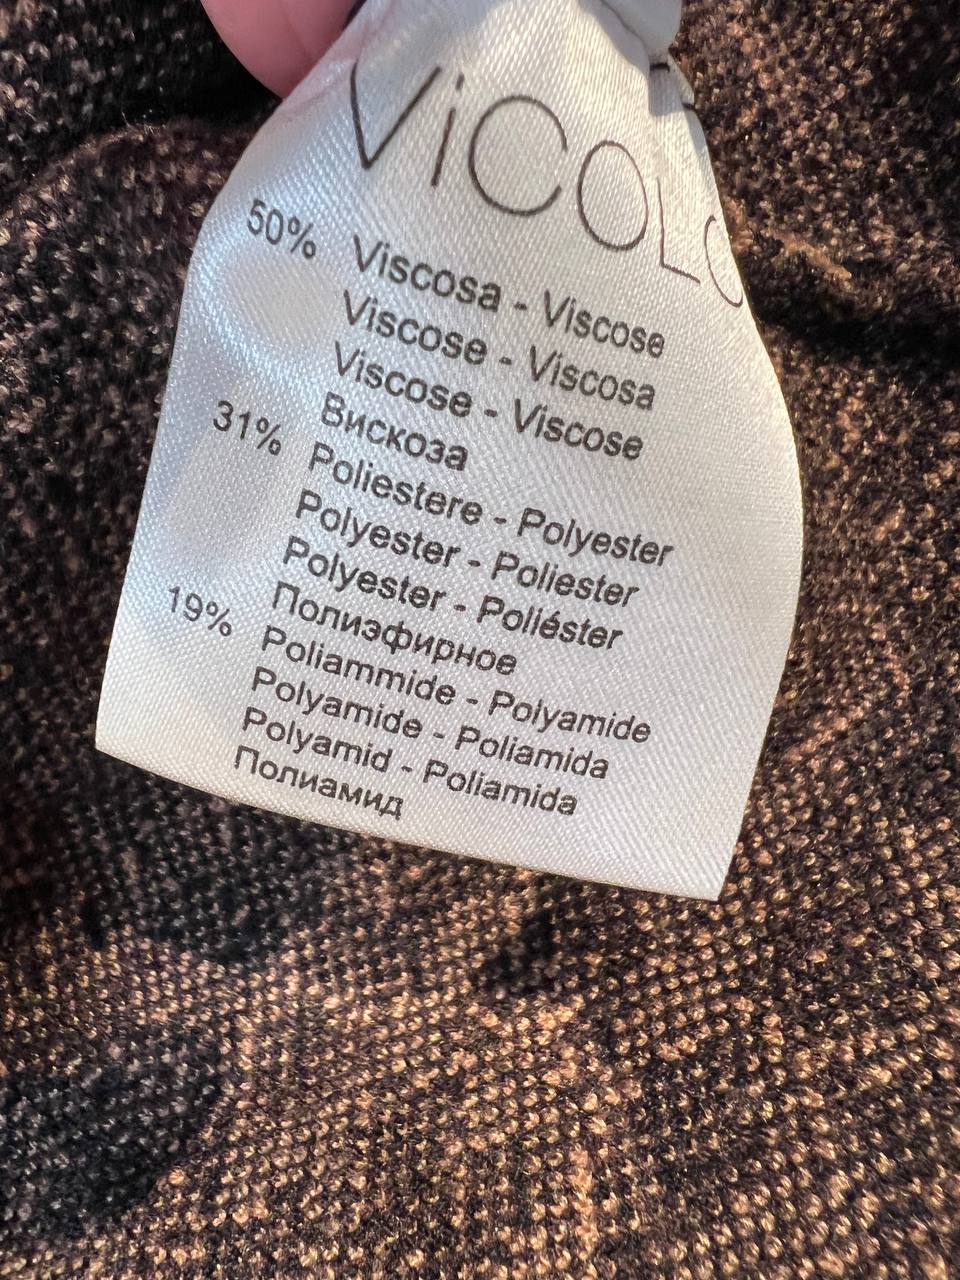 ViCOLO
50% Viscosa - Viscose
Viscose - Viscosa
Viscose - Viscose
Вискоза
31% Poliestere - Polyester
Polyester - Poliester
Polyester - Poliéster
Полиэфирное
19% Poliammide - Polyamide
Polyamide - Poliamida
Polyamid - Poliamida
Полиамид